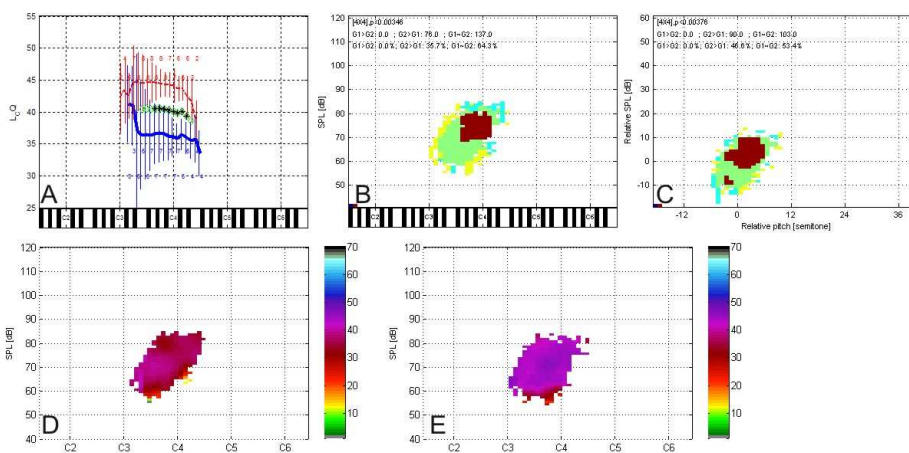 A
55
50
45
40
35
30
25
L_CQ
C2 C3 C4 C5 C6
B
[4X4], p<0.00346
G1>G2: 0.0 ; G2>G1: 76.0 ; G1=G2: 137.0
G1>G2: 0.0%; G2>G1: 35.7%; G1=G2: 64.3%
120
110
100
90
80
70
60
50
SPL [dB]
C2 C3 C4 C5 C6
C
[4X4], p<0.00376
G1>G2: 0.0 ; G2>G1: 90.0 ; G1=G2: 103.0
G1>G2: 0.0%; G2>G1: 46.6%; G1=G2: 53.4%
60
50
40
30
20
10
0
-10
Relative SPL [dB]
-12 0 12 24 36
Relative pitch [semitone]
D
120
110
100
90
80
70
60
50
40
SPL [dB]
C2 C3 C4 C5 C6
70
60
50
40
30
20
10
E
120
110
100
90
80
70
60
50
40
SPL [dB]
C2 C3 C4 C5 C6
70
60
50
40
30
20
10